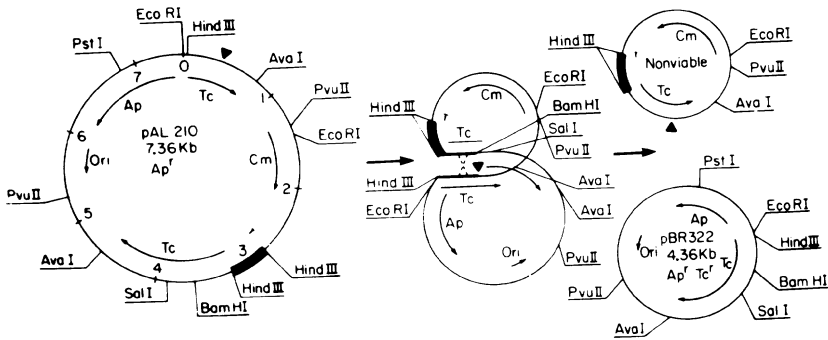 Eco RI
Hind III
Pst I
Ava I
Pvu II
Eco RI
7
0
1
Ap
Tc
pAL 210
7.36 Kb
Ap^r
6
Ori
Cm
2
Pvu II
5
Tc
3
Ava I
4
Hind III
Sal I
Hind III
Bam HI
Cm
Eco RI
Hind III
Bam HI
Tc
Sal I
Pvu II
Hind III
Ava I
Tc
Ava I
Eco RI
Ap
Ori
Pvu II
Hind III
Cm
Eco RI
Nonviable
Pvu II
Tc
Ava I
Pst I
Ap
Eco RI
pBR322
Hind III
Ori
4.36 Kb
Tc
Ap^r Tc^r
Bam HI
Pvu II
Sal I
Ava I